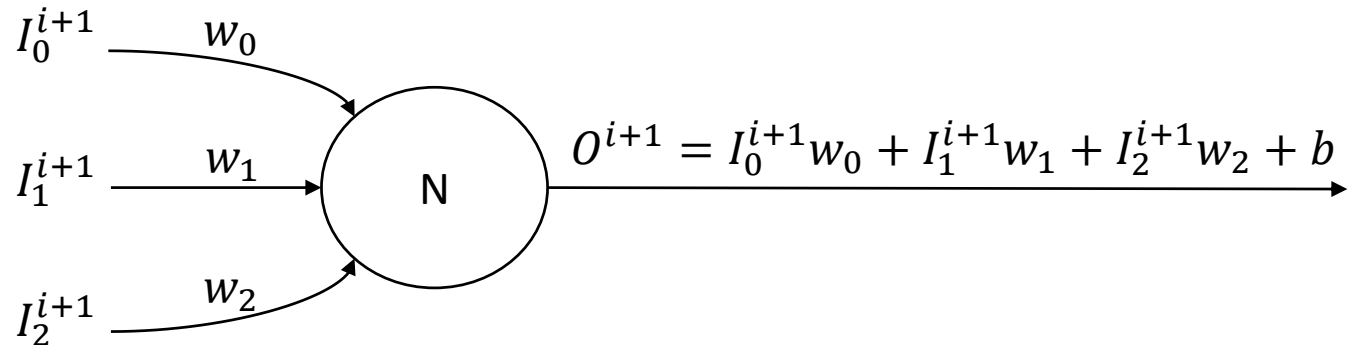 I_0^{i+1}
w_0
I_1^{i+1}
w_1
N
O^{i+1} = I_0^{i+1}w_0 + I_1^{i+1}w_1 + I_2^{i+1}w_2 + b
I_2^{i+1}
w_2